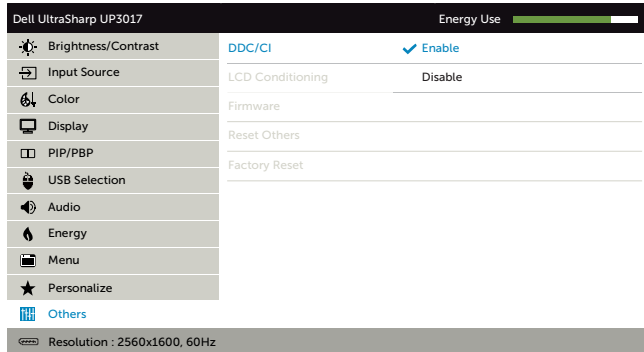 Dell UltraSharp UP3017 Energy Use
Brightness/Contrast DDC/CI Enable
Input Source LCD Conditioning Disable
Color Firmware
Display Reset Others
PIP/PBP Factory Reset
USB Selection
Audio
Energy
Menu
Personalize
Others
Resolution : 2560x1600, 60Hz